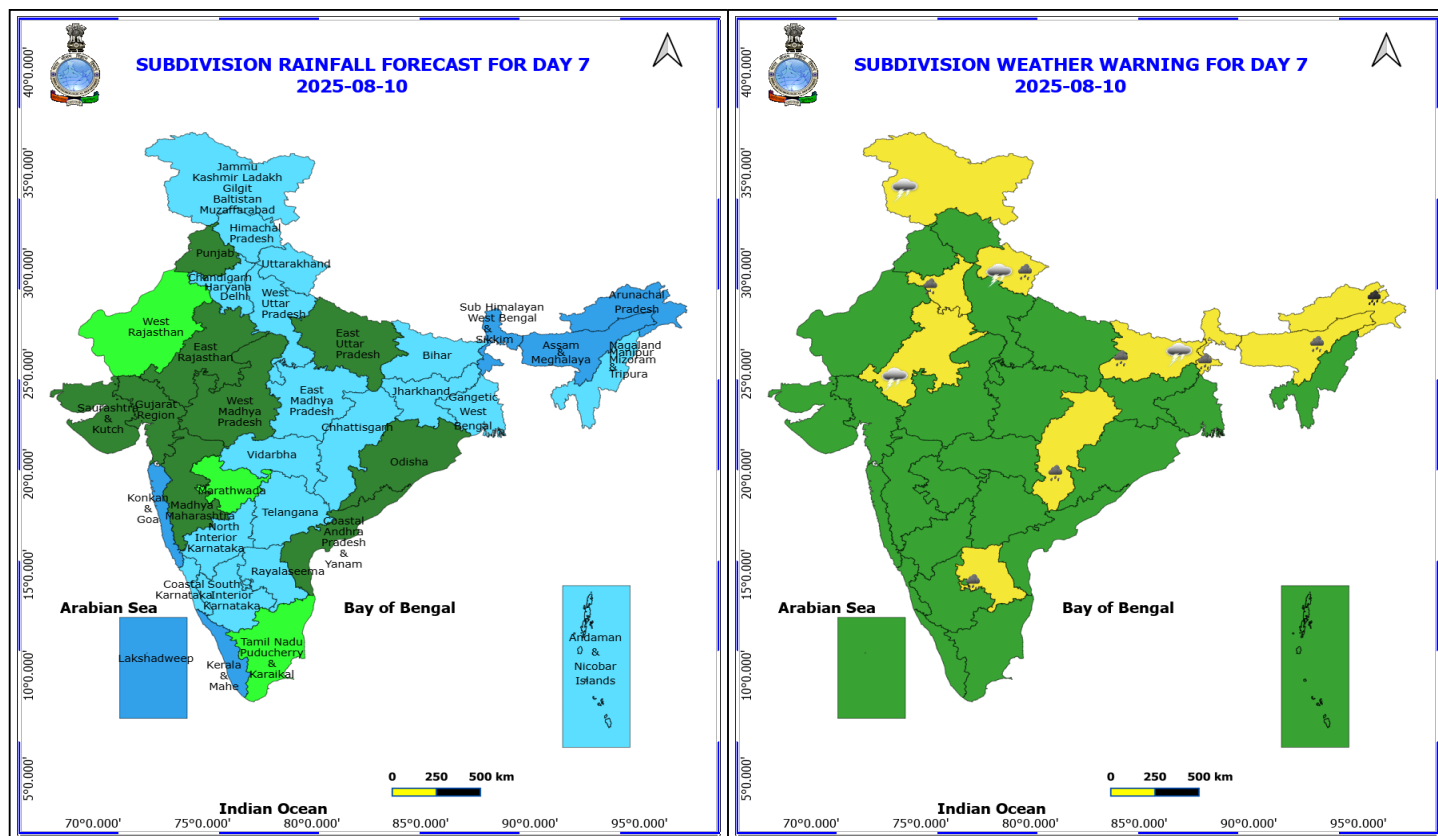 SUBDIVISION RAINFALL FORECAST FOR DAY 7
2025-08-10
40°0.000'
35°0.000'
30°0.000'
25°0.000'
20°0.000'
15°0.000'
10°0.000'
5°0.000'
Jammu
Kashmir Ladakh
Gilgit
Baltistan
Muzaffarabad
Himachal
Pradesh
Punjab
Uttarakhand
Chandigarh
Haryana
Delhi
West
Uttar
Pradesh
West
Rajasthan
East
Rajasthan
East
Uttar
Pradesh
Sub Himalayan
West Bengal
&
Sikkim
Arunachal
Pradesh
Assam
&
Meghalaya
Nagaland
Manipur
Mizoram
&
Tripura
Bihar
Jharkhand
Gangetic
West
Bengal
Saurashtra
&
Kutch
Gujarat
Region
West
Madhya
Pradesh
East
Madhya
Pradesh
Chhattisgarh
Vidarbha
Odisha
Konkan
&
Goa
Madhya
Maharashtra
Marathwada
Telangana
North
Interior
Karnataka
Coastal
Andhra
Pradesh
&
Yanam
Rayalaseema
Coastal
Karnataka
South
Interior
Karnataka
Arabian Sea
Bay of Bengal
Lakshadweep
Kerala
&
Mahe
Tamil Nadu
Puducherry
&
Karaikal
Andaman
&
Nicobar
Islands
0 250 500 km
Indian Ocean
70°0.000' 75°0.000' 80°0.000' 85°0.000' 90°0.000' 95°0.000'
SUBDIVISION WEATHER WARNING FOR DAY 7
2025-08-10
40°0.000'
35°0.000'
30°0.000'
25°0.000'
20°0.000'
15°0.000'
10°0.000'
5°0.000'
Arabian Sea
Bay of Bengal
0 250 500 km
Indian Ocean
70°0.000' 75°0.000' 80°0.000' 85°0.000' 90°0.000' 95°0.000'